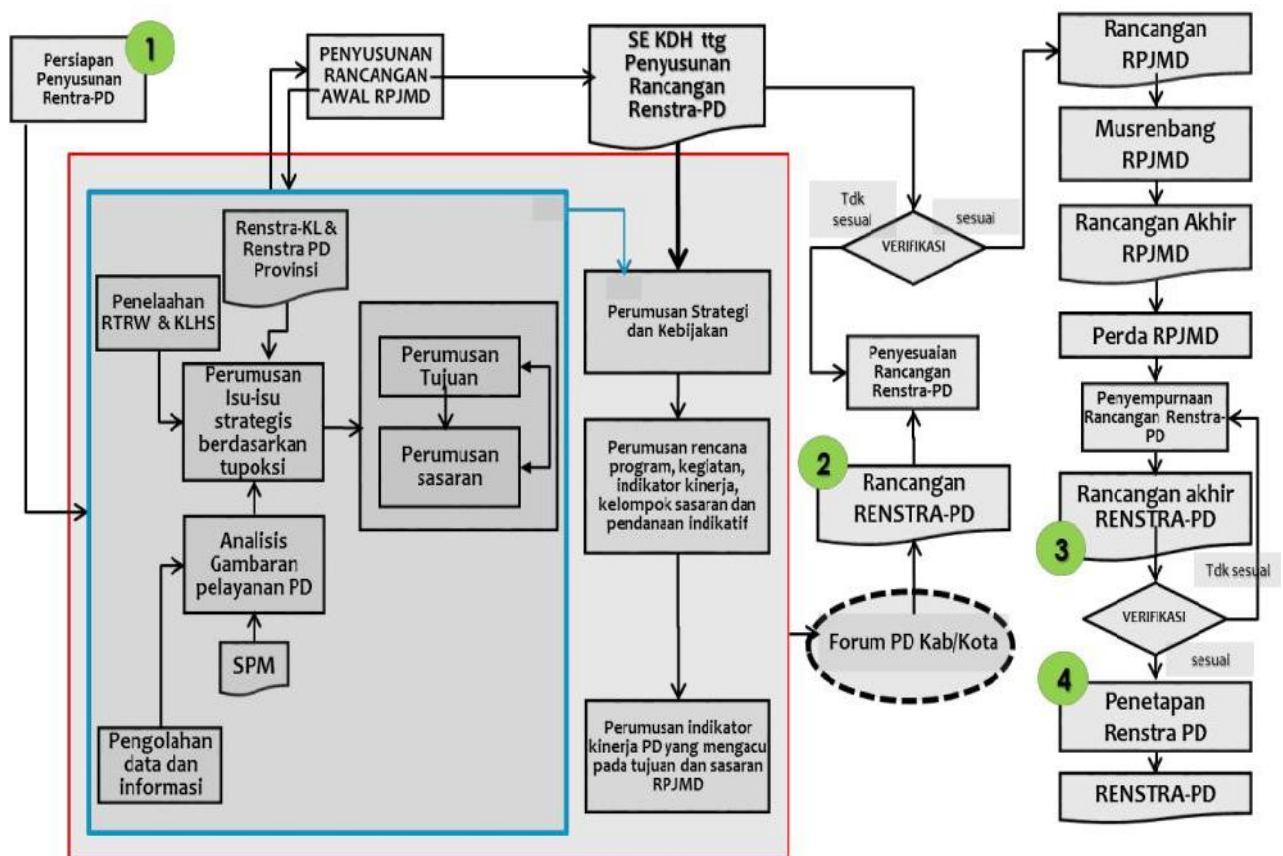 1
Persiapan
Penyusunan
Rentra-PD
PENYUSUNAN
RANCANGAN
AWAL RPJMD
SE KDH ttg
Penyusunan
Rancangan
Renstra-PD
Rancangan
RPJMD
Musrenbang
RPJMD
Rancangan Akhir
RPJMD
Perda RPJMD
Penyempurnaan
Rancangan Renstra-
PD
3
Rancangan akhir
RENSTRA-PD
Tdk sesuai
VERIFIKASI
sesuai
4
Penetapan
Renstra PD
RENSTRA-PD
Tdk
sesuai
sesuai
VERIFIKASI
Penyesuaian
Rancangan
Renstra-PD
2
Rancangan
RENSTRA-PD
Forum PD Kab/Kota
Renstra-KL &
Renstra PD
Provinsi
Penelaahan
RTRW & KLHS
Perumusan
Isu-isu
strategis
berdasarkan
tupoksi
Perumusan
Tujuan
Perumusan
sasaran
Analisis
Gambaran
pelayanan PD
SPM
Pengolahan
data dan
informasi
Perumusan Strategi
dan Kebijakan
Perumusan rencana
program, kegiatan,
indikator kinerja,
kelompok sasaran dan
pendanaan indikatif
Perumusan indikator
kinerja PD yang mengacu
pada tujuan dan sasaran
RPJMD